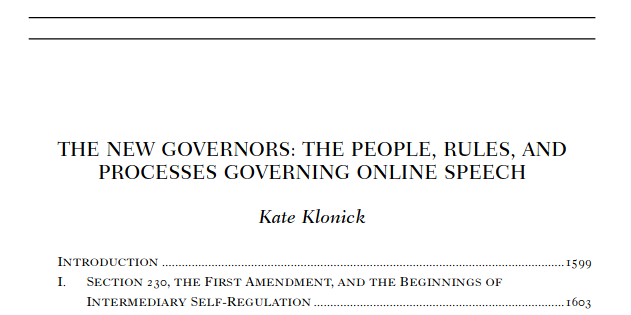 THE NEW GOVERNORS: THE PEOPLE, RULES, AND
PROCESSES GOVERNING ONLINE SPEECH
Kate Klonick
INTRODUCTION ........................................................................................................................... 1599
I. SECTION 230, THE FIRST AMENDMENT, AND THE BEGINNINGS OF
INTERMEDIARY SELF-REGULATION ........................................................................... 1603